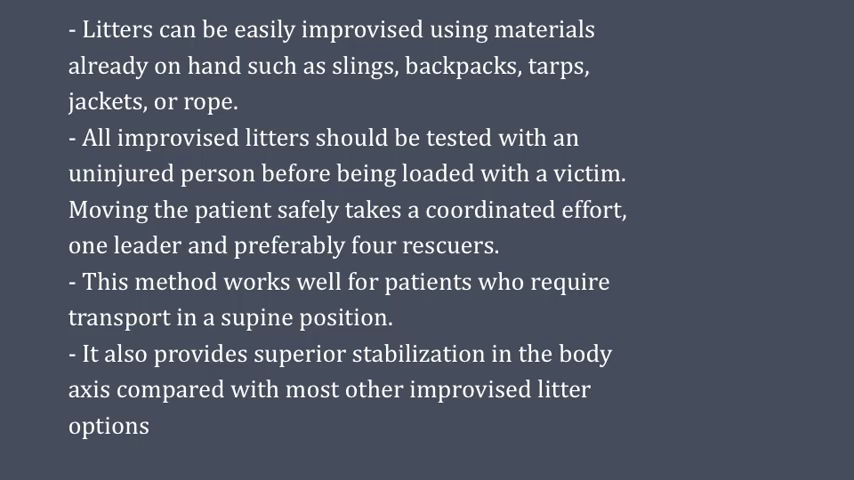 - Litters can be easily improvised using materials
already on hand such as slings, backpacks, tarps,
jackets, or rope.
- All improvised litters should be tested with an
uninjured person before being loaded with a victim.
Moving the patient safely takes a coordinated effort,
one leader and preferably four rescuers.
- This method works well for patients who require
transport in a supine position.
- It also provides superior stabilization in the body
axis compared with most other improvised litter
options